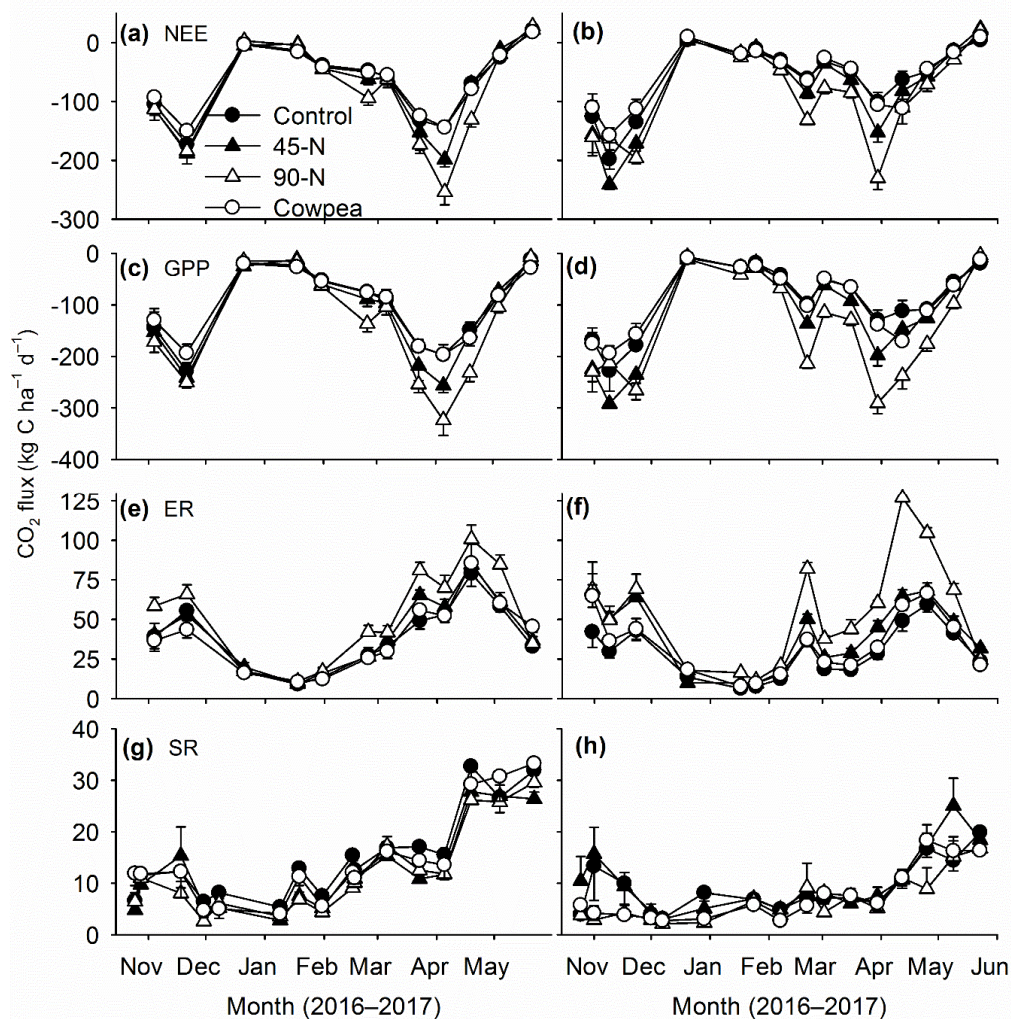 (a) NEE
(b)
0
-100
-200
-300
Control
45-N
90-N
Cowpea
(c) GPP
(d)
0
-100
-200
-300
-400
CO₂ flux (kg C ha⁻¹ d⁻¹)
(e) ER
(f)
125
100
75
50
25
0
(g) SR
(h)
40
30
20
10
0
Nov Dec Jan Feb Mar Apr May
Nov Dec Jan Feb Mar Apr May Jun
Month (2016–2017)
Month (2016–2017)